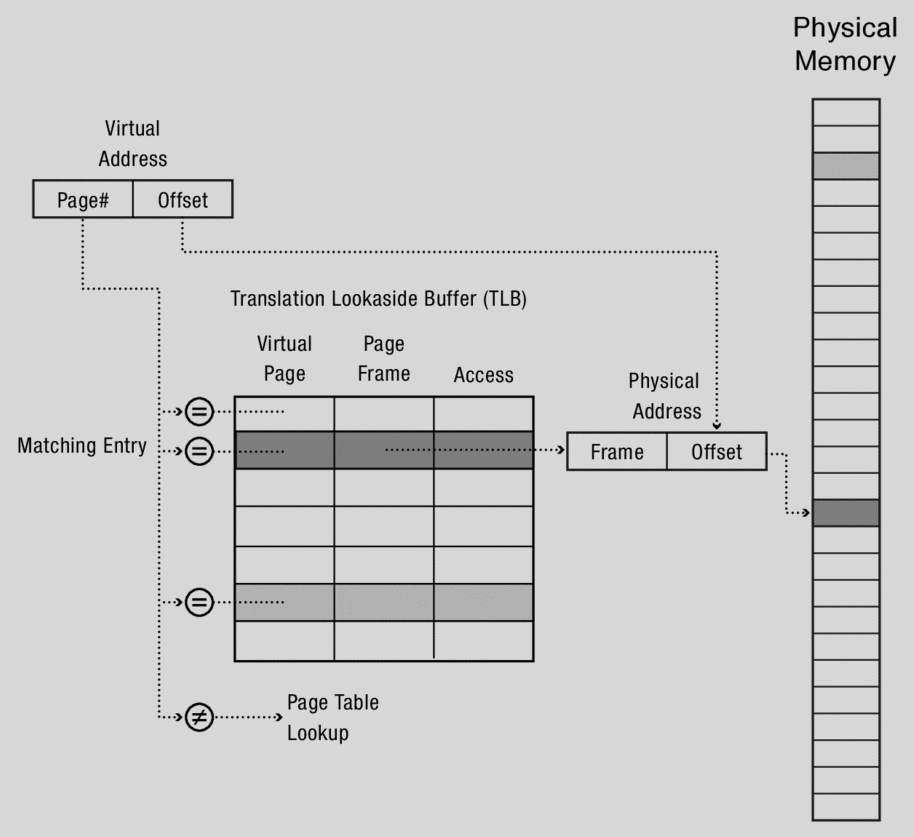 Physical
Memory
Virtual
Address
Page# Offset
Translation Lookaside Buffer (TLB)
Virtual
Page
Page
Frame
Access
Physical
Address
=
Matching Entry
=
Frame Offset
=
≠
Page Table
Lookup